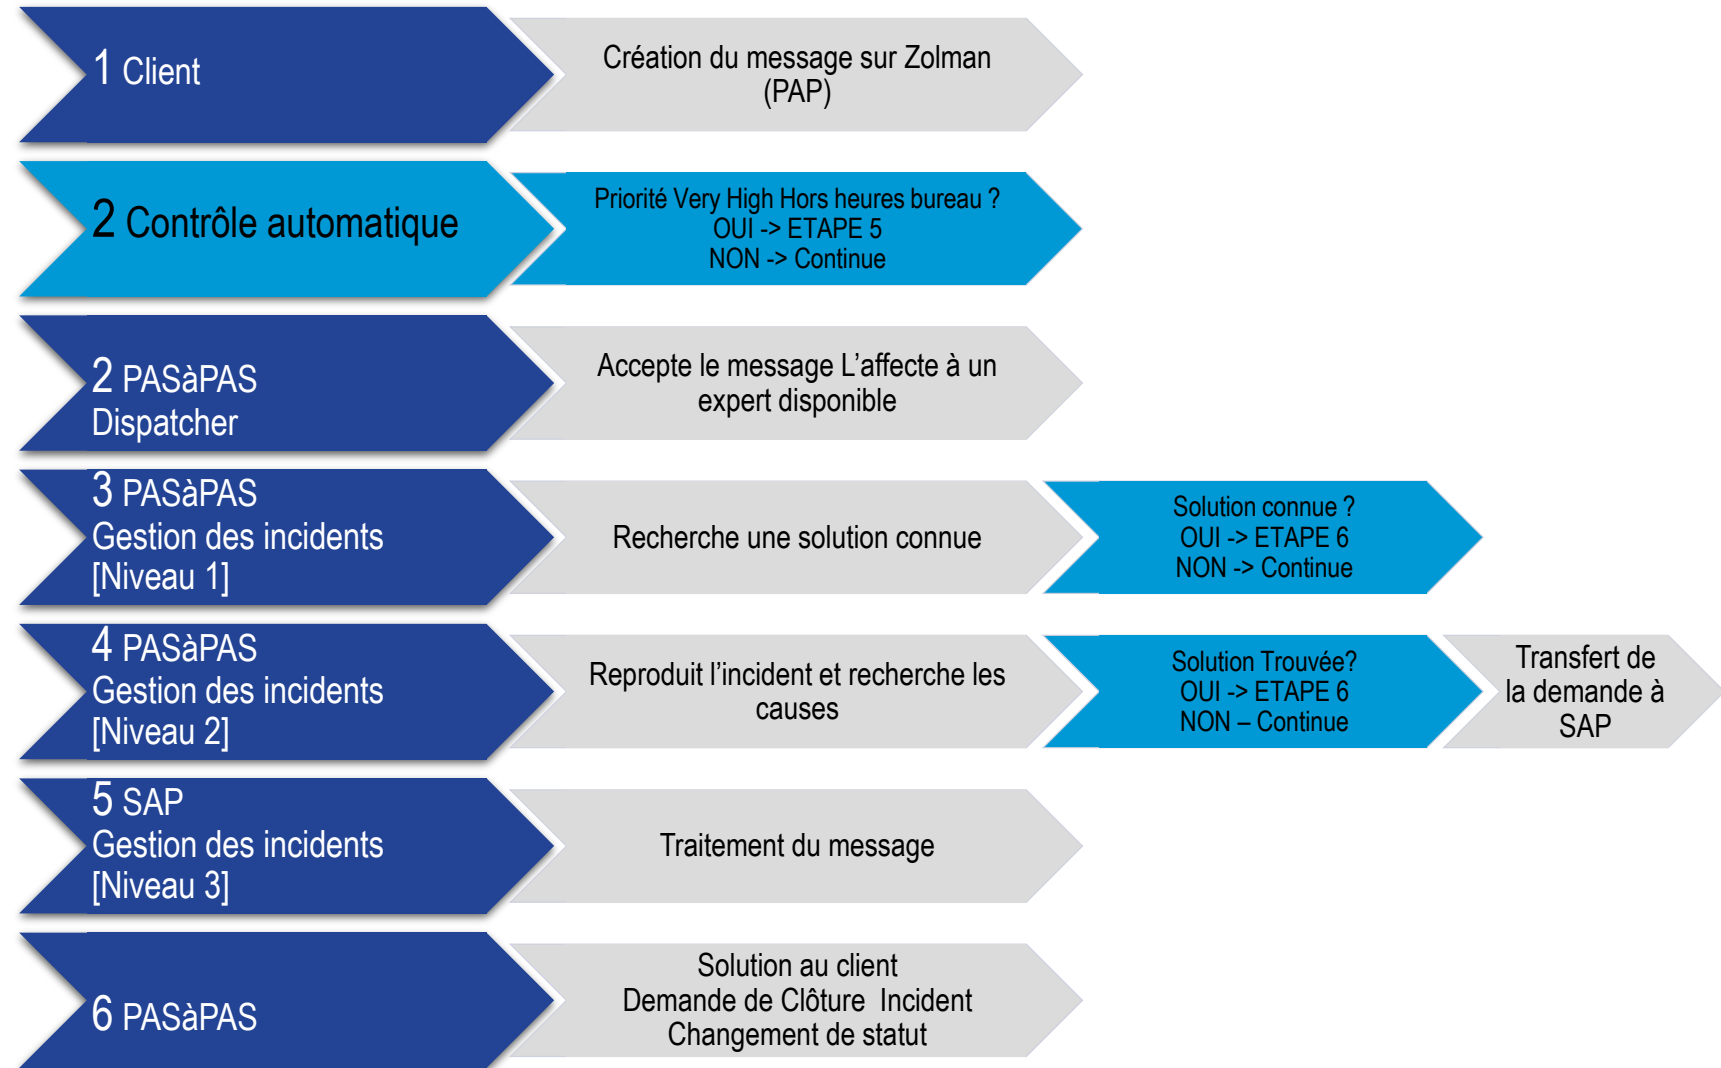 1 Client
Création du message sur Zolman
(PAP)
2 Contrôle automatique
Priorité Very High Hors heures bureau ?
OUI -> ETAPE 5
NON -> Continue
2 PASàPAS
Dispatcher
Accepte le message L’affecte à un
expert disponible
3 PASàPAS
Gestion des incidents
[Niveau 1]
Recherche une solution connue
Solution connue ?
OUI -> ETAPE 6
NON -> Continue
4 PASàPAS
Gestion des incidents
[Niveau 2]
Reproduit l’incident et recherche les
causes
Solution Trouvée?
OUI -> ETAPE 6
NON – Continue
Transfert de
la demande à
SAP
5 SAP
Gestion des incidents
[Niveau 3]
Traitement du message
6 PASàPAS
Solution au client
Demande de Clôture  Incident
Changement de statut